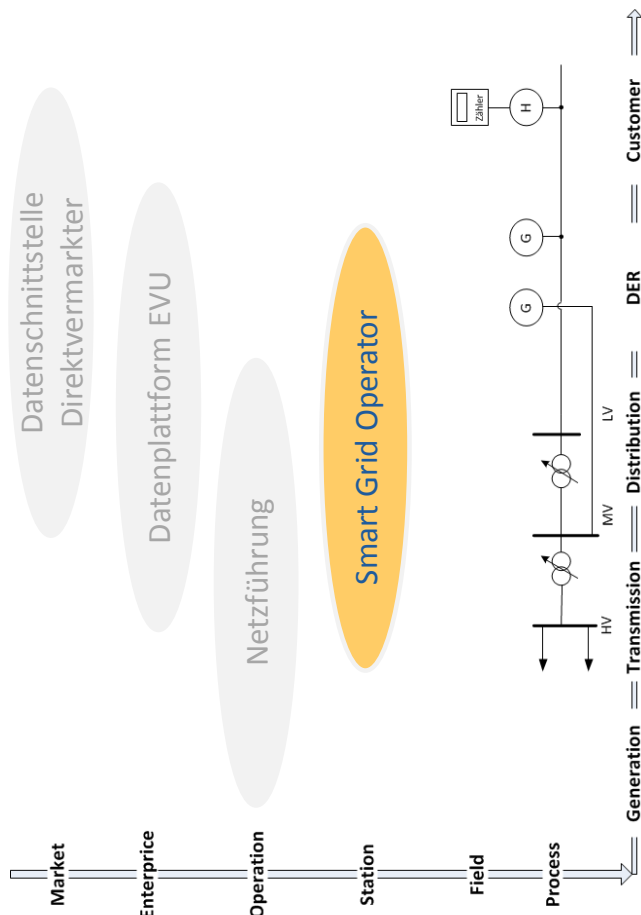 Market
Enterprice
Operation
Station
Field
Process
Datenschnittstelle
Direktvermarkter
Datenplattform EVU
Netzführung
Smart Grid Operator
Zähler
H
G
G
HV
MV
LV
Generation
Transmission
Distribution
DER
Customer